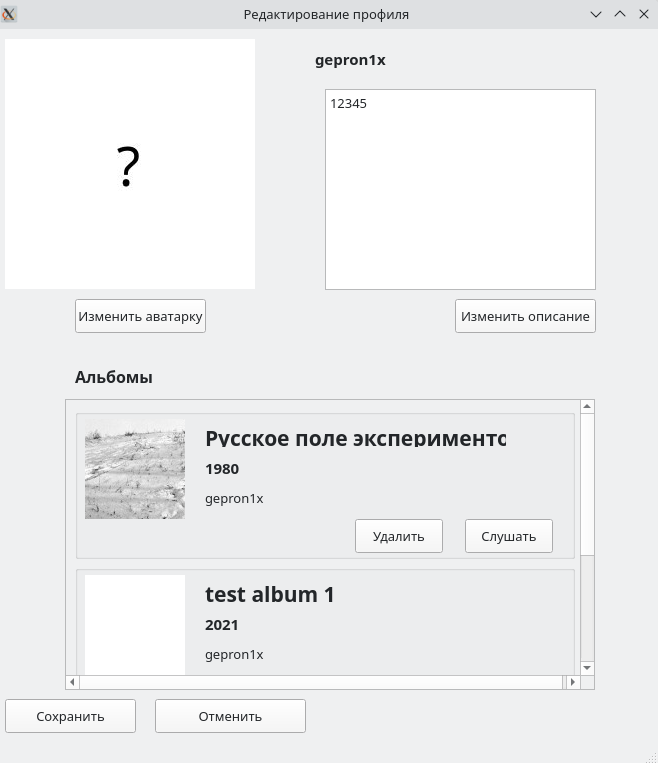 Редактирование профиля
?
gepron1x
12345
Изменить аватарку
Изменить описание
Альбомы
Русское поле экспериментс
1980
gepron1x
Удалить
Слушать
test album 1
2021
gepron1x
Сохранить
Отменить